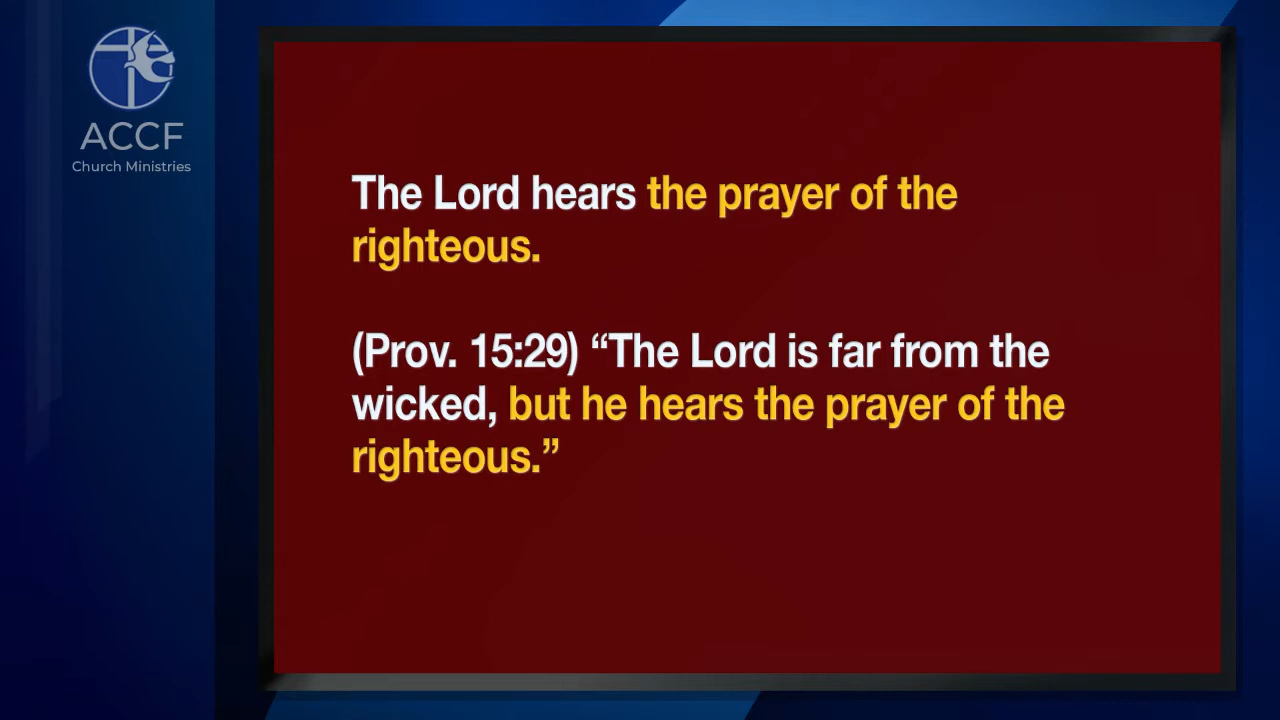 ACCF
Church Ministries
The Lord hears the prayer of the
righteous.
(Prov. 15:29) “The Lord is far from the
wicked, but he hears the prayer of the
righteous.”